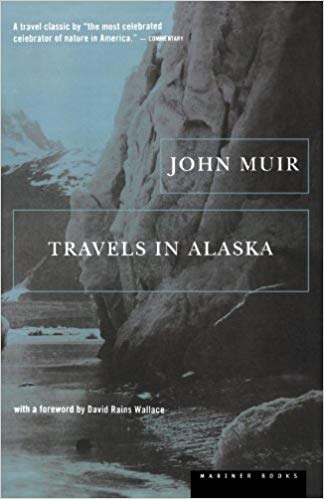 A travel classic by "the most celebrated
celebrator of nature in America." — COMMENTARY
JOHN MUIR
TRAVELS IN ALASKA
with a foreword by David Rains Wallace
MARINER BOOKS